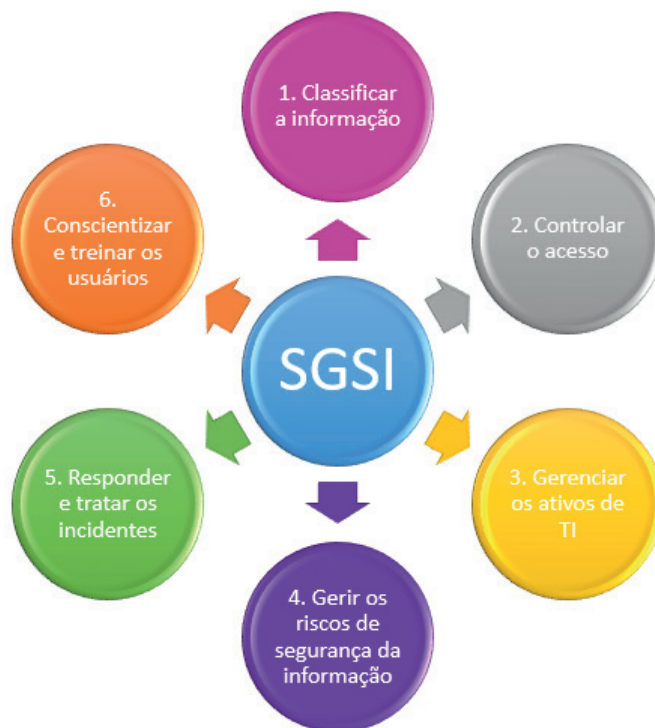 1. Classificar
a informação
2. Controlar
o acesso
3. Gerenciar
os ativos de
TI
4. Gerir os
riscos de
segurança da
informação
5. Responder
e tratar os
incidentes
6.
Conscientizar
e treinar os
usuários
SGSI